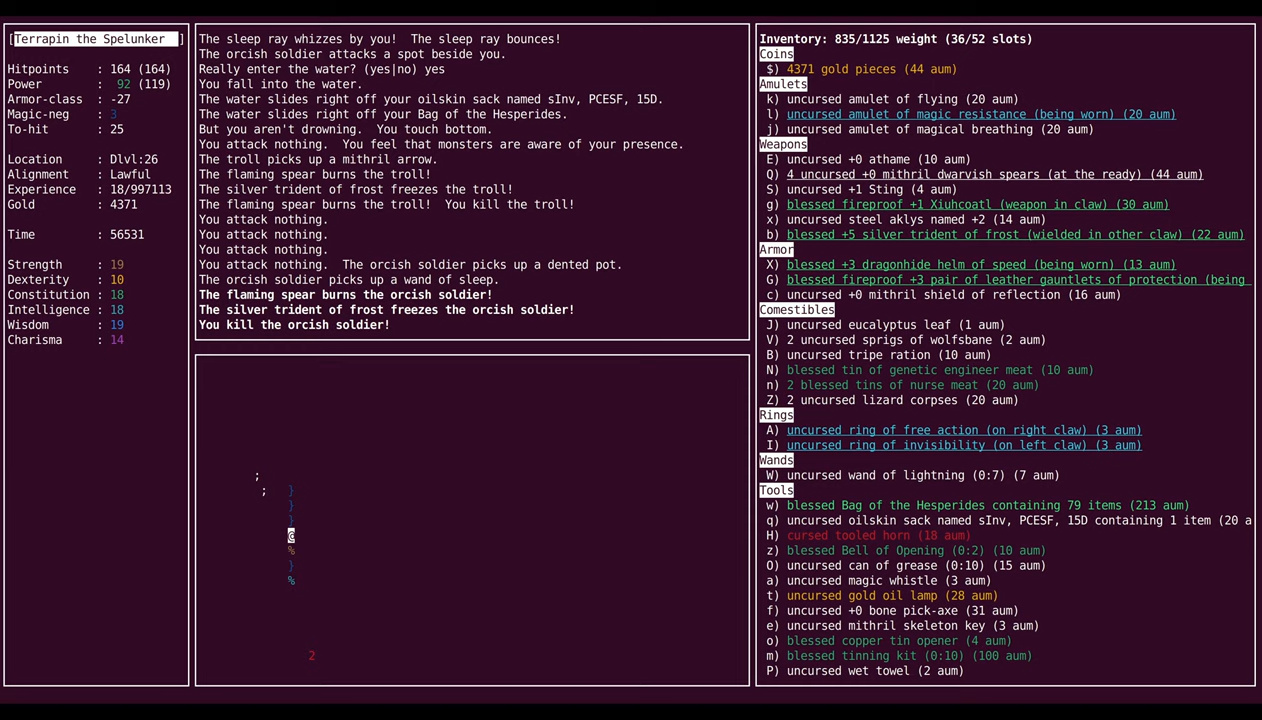 [Terrapin the Spelunker ]
Hitpoints : 164 (164)
Power : 92 (119)
Armor-class : -27
Magic-neg : 3
To-hit : 25
Location : Dlvl:26
Alignment : Lawful
Experience : 18/997113
Gold : 4371
Time : 56531
Strength : 19
Dexterity : 10
Constitution : 18
Intelligence : 18
Wisdom : 19
Charisma : 14
The sleep ray whizzes by you!  The sleep ray bounces!
The orcish soldier attacks a spot beside you.
Really enter the water? (yes|no) yes
You fall into the water.
The water slides right off your oilskin sack named sInv, PCESF, 15D.
The water slides right off your Bag of the Hesperides.
But you aren't drowning.  You touch bottom.
You attack nothing.  You feel that monsters are aware of your presence.
The troll picks up a mithril arrow.
The flaming spear burns the troll!
The silver trident of frost freezes the troll!
The flaming spear burns the troll!  You kill the troll!
You attack nothing.
You attack nothing.
You attack nothing.
You attack nothing.  The orcish soldier picks up a dented pot.
The orcish soldier picks up a wand of sleep.
The flaming spear burns the orcish soldier!
The silver trident of frost freezes the orcish soldier!
You kill the orcish soldier!
;
; }
}
}
@
%
}
%
2
Inventory: 835/1125 weight (36/52 slots)
Coins
$) 4371 gold pieces (44 aum)
Amulets
k) uncursed amulet of flying (20 aum)
l) uncursed amulet of magic resistance (being worn) (20 aum)
j) uncursed amulet of magical breathing (20 aum)
Weapons
E) uncursed +0 athame (10 aum)
Q) 4 uncursed +0 mithril dwarvish spears (at the ready) (44 aum)
S) uncursed +1 Sting (4 aum)
g) blessed fireproof +1 Xiuhcoatl (weapon in claw) (30 aum)
x) uncursed steel aklys named +2 (14 aum)
b) blessed +5 silver trident of frost (wielded in other claw) (22 aum)
Armor
X) blessed +3 dragonhide helm of speed (being worn) (13 aum)
G) blessed fireproof +3 pair of leather gauntlets of protection (being
c) uncursed +0 mithril shield of reflection (16 aum)
Comestibles
J) uncursed eucalyptus leaf (1 aum)
V) 2 uncursed sprigs of wolfsbane (2 aum)
B) uncursed tripe ration (10 aum)
N) blessed tin of genetic engineer meat (10 aum)
n) 2 blessed tins of nurse meat (20 aum)
Z) 2 uncursed lizard corpses (20 aum)
Rings
A) uncursed ring of free action (on right claw) (3 aum)
I) uncursed ring of invisibility (on left claw) (3 aum)
Wands
W) uncursed wand of lightning (0:7) (7 aum)
Tools
w) blessed Bag of the Hesperides containing 79 items (213 aum)
q) uncursed oilskin sack named sInv, PCESF, 15D containing 1 item (20 a
H) cursed tooled horn (18 aum)
z) blessed Bell of Opening (0:2) (10 aum)
O) uncursed can of grease (0:10) (15 aum)
a) uncursed magic whistle (3 aum)
t) uncursed gold oil lamp (28 aum)
f) uncursed +0 bone pick-axe (31 aum)
e) uncursed mithril skeleton key (3 aum)
o) blessed copper tin opener (4 aum)
m) blessed tinning kit (0:10) (100 aum)
P) uncursed wet towel (2 aum)